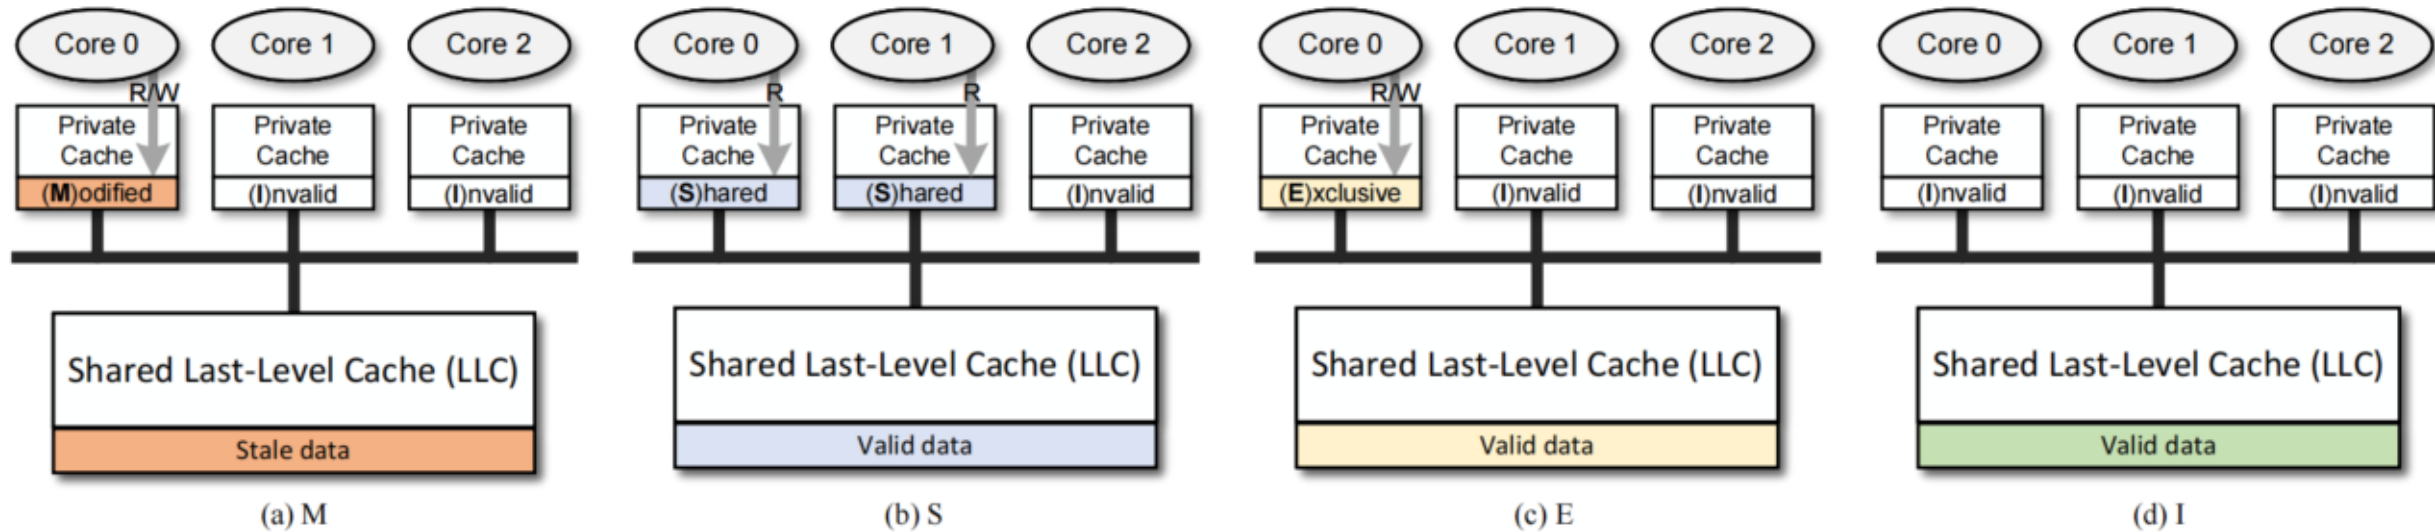 Core 0
Core 1
Core 2
R/W
Private
Cache
Private
Cache
Private
Cache
(M)odified
(I)nvalid
(I)nvalid
Shared Last-Level Cache (LLC)
Stale data
(a) M
Core 0
Core 1
Core 2
R
R
Private
Cache
Private
Cache
Private
Cache
(S)hared
(S)hared
(I)nvalid
Shared Last-Level Cache (LLC)
Valid data
(b) S
Core 0
Core 1
Core 2
R/W
Private
Cache
Private
Cache
Private
Cache
(E)xclusive
(I)nvalid
(I)nvalid
Shared Last-Level Cache (LLC)
Valid data
(c) E
Core 0
Core 1
Core 2
Private
Cache
Private
Cache
Private
Cache
(I)nvalid
(I)nvalid
(I)nvalid
Shared Last-Level Cache (LLC)
Valid data
(d) I